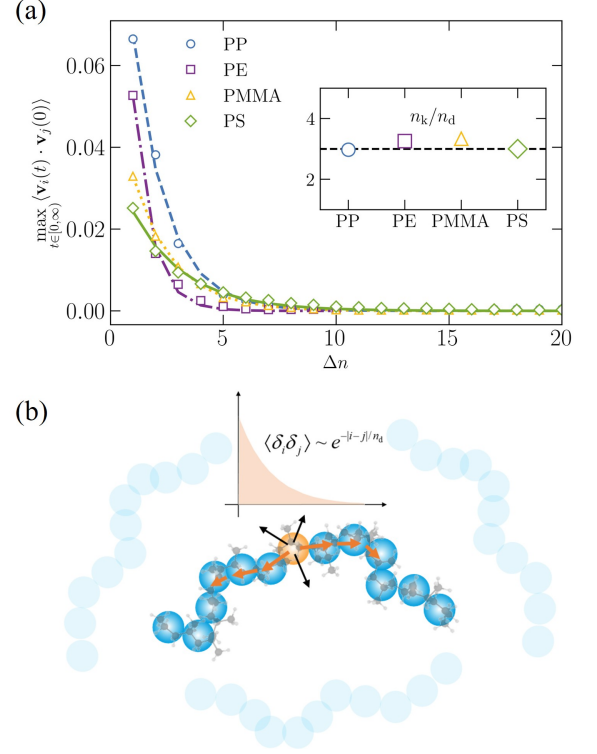 (a)
PP
PE
PMMA
PS
0.06
0.04
0.02
0.00
max ⟨v_i(t) · v_j(0)⟩
t∈[0,∞)
n_k/n_d
4
2
PP PE PMMA PS
0 5 10 15 20
Δn
(b)
⟨δ_i δ_j⟩ ~ e^{-|i-j|/n_d}